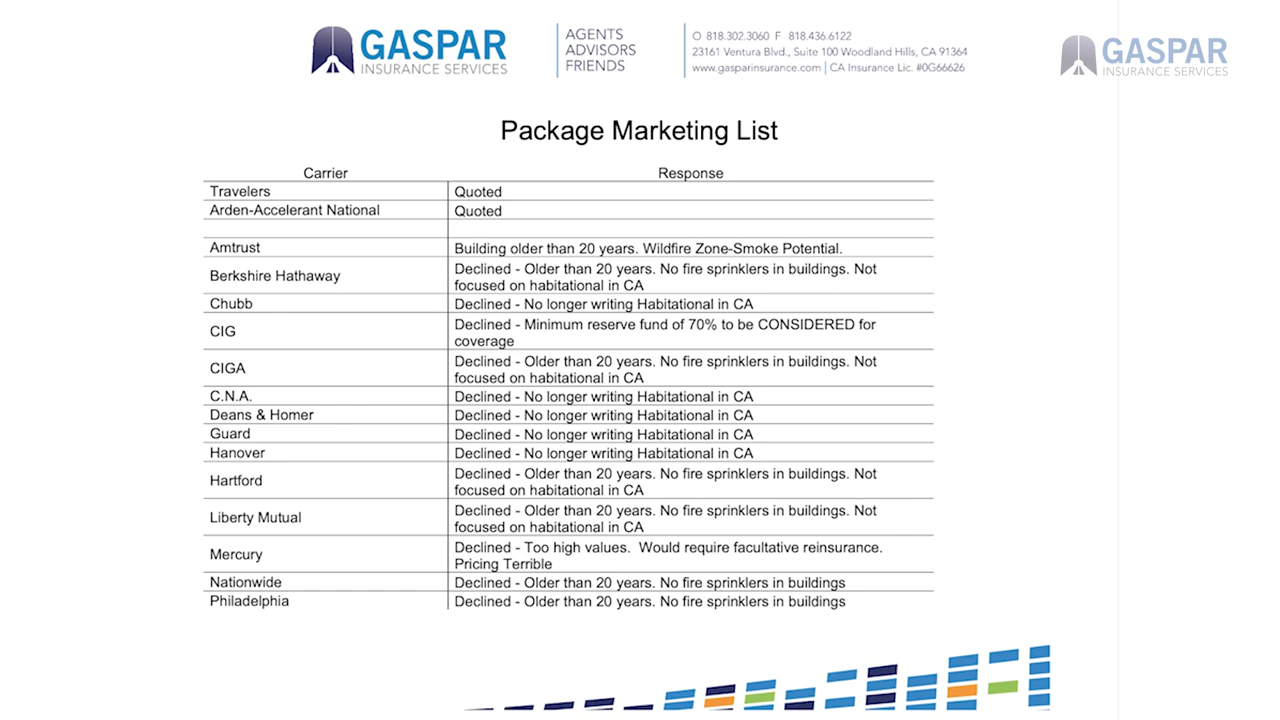 GASPAR
INSURANCE SERVICES
AGENTS
ADVISORS
FRIENDS
O 818.302.3060 F 818.436.6122
23161 Ventura Blvd., Suite 100 Woodland Hills, CA 91364
www.gasparinsurance.com | CA Insurance Lic. #0G66626
GASPAR
INSURANCE SERVICES
Package Marketing List
Carrier Response
Travelers Quoted
Arden-Accelerant National Quoted
Amtrust Building older than 20 years. Wildfire Zone-Smoke Potential.
Berkshire Hathaway Declined - Older than 20 years. No fire sprinklers in buildings. Not
focused on habitational in CA
Chubb Declined - No longer writing Habitational in CA
CIG Declined - Minimum reserve fund of 70% to be CONSIDERED for
coverage
CIGA Declined - Older than 20 years. No fire sprinklers in buildings. Not
focused on habitational in CA
C.N.A. Declined - No longer writing Habitational in CA
Deans & Homer Declined - No longer writing Habitational in CA
Guard Declined - No longer writing Habitational in CA
Hanover Declined - No longer writing Habitational in CA
Hartford Declined - Older than 20 years. No fire sprinklers in buildings. Not
focused on habitational in CA
Liberty Mutual Declined - Older than 20 years. No fire sprinklers in buildings. Not
focused on habitational in CA
Mercury Declined - Too high values. Would require facultative reinsurance.
Pricing Terrible
Nationwide Declined - Older than 20 years. No fire sprinklers in buildings
Philadelphia Declined - Older than 20 years. No fire sprinklers in buildings